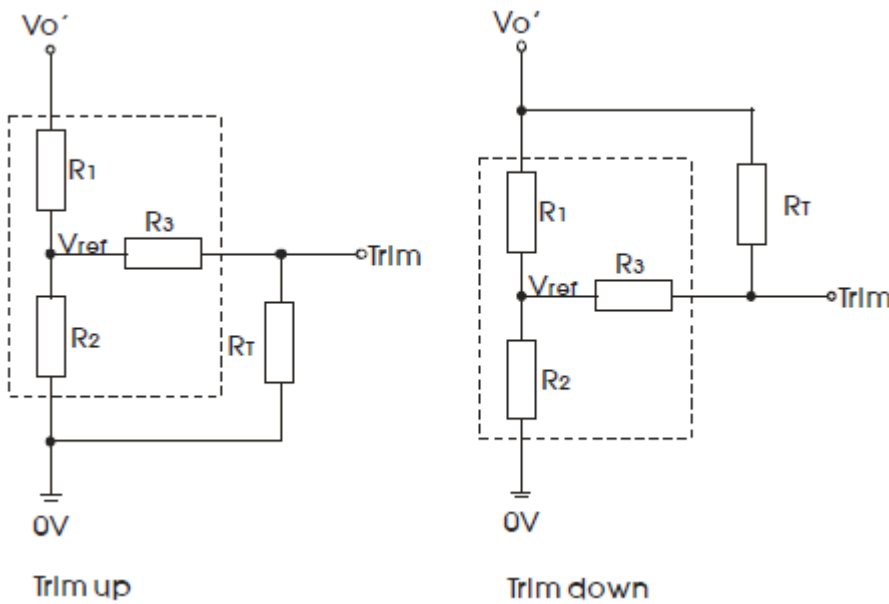 Vo′
R1
R3
Vref
Trim
R2
RT
0V
Trim up
Vo′
R1
RT
R3
Vref
Trim
R2
0V
Trim down